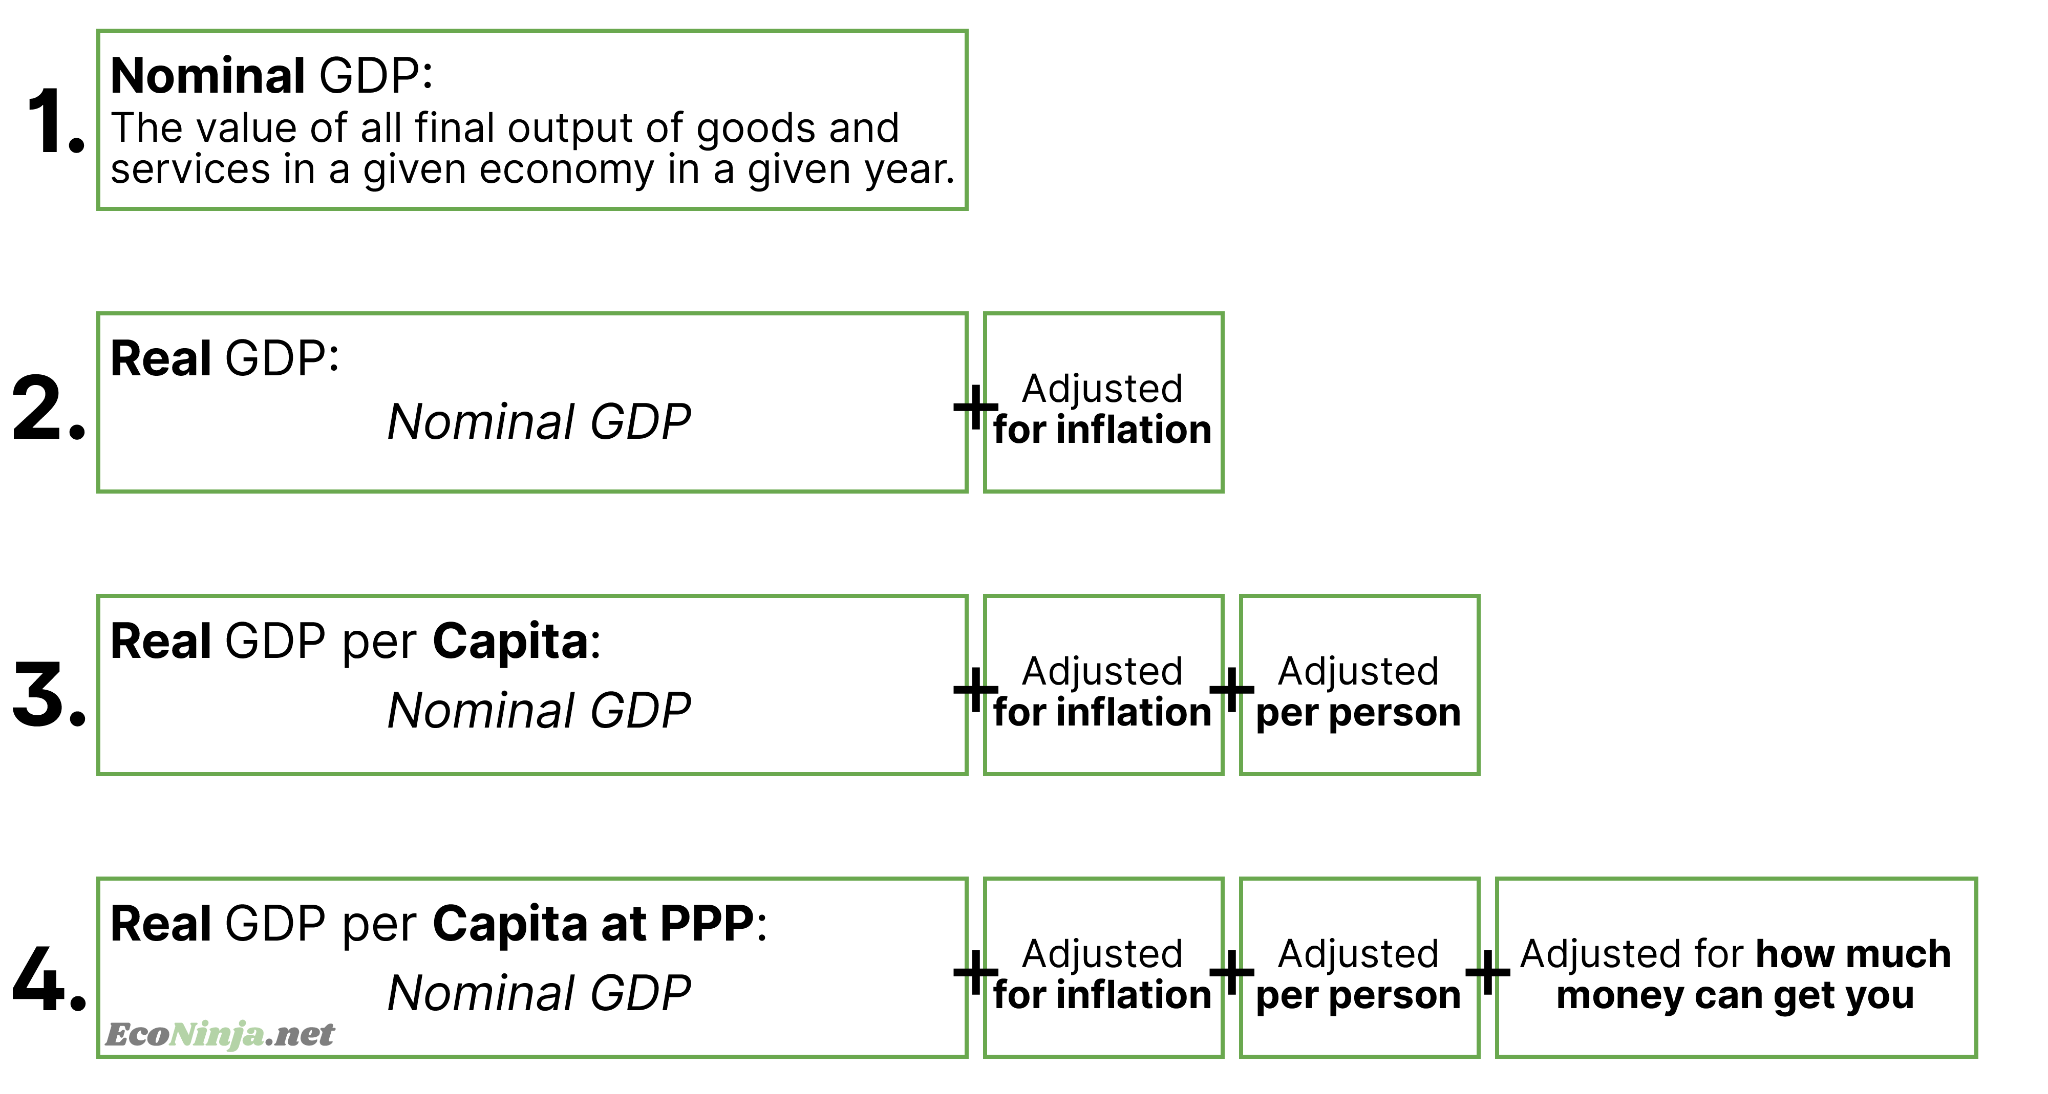 1.
Nominal GDP:
The value of all final output of goods and
services in a given economy in a given year.
2.
Real GDP:
Nominal GDP
+
Adjusted
for inflation
3.
Real GDP per Capita:
Nominal GDP
+
Adjusted
for inflation
+
Adjusted
per person
4.
Real GDP per Capita at PPP:
Nominal GDP
+
Adjusted
for inflation
+
Adjusted
per person
+
Adjusted for how much
money can get you
EcoNinja.net